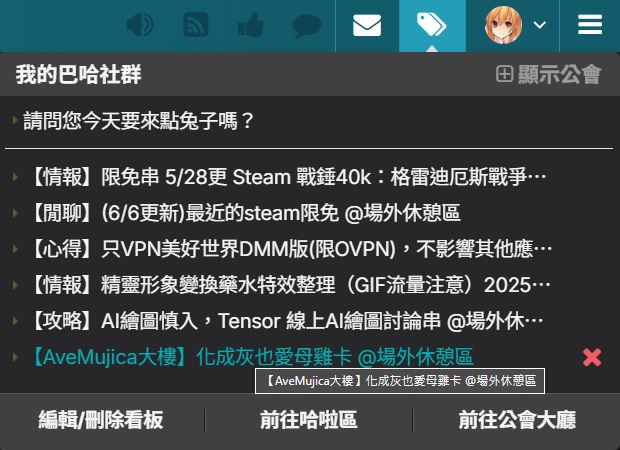 我的巴哈社群
顯示公會
請問您今天要來點兔子嗎？
【情報】限免串 5/28更 Steam 戰錘40k：格雷迪厄斯戰爭…
【閒聊】(6/6更新)最近的steam限免 @場外休憩區
【心得】只VPN美好世界DMM版(限OVPN)，不影響其他應…
【情報】精靈形象變換藥水特效整理（GIF流量注意）2025…
【攻略】AI繪圖慎入，Tensor 線上AI繪圖討論串 @場外休…
【AveMujica大樓】化成灰也愛母雞卡 @場外休憩區
【AveMujica大樓】化成灰也愛母雞卡 @場外休憩區
編輯/刪除看板
前往哈啦區
前往公會大廳